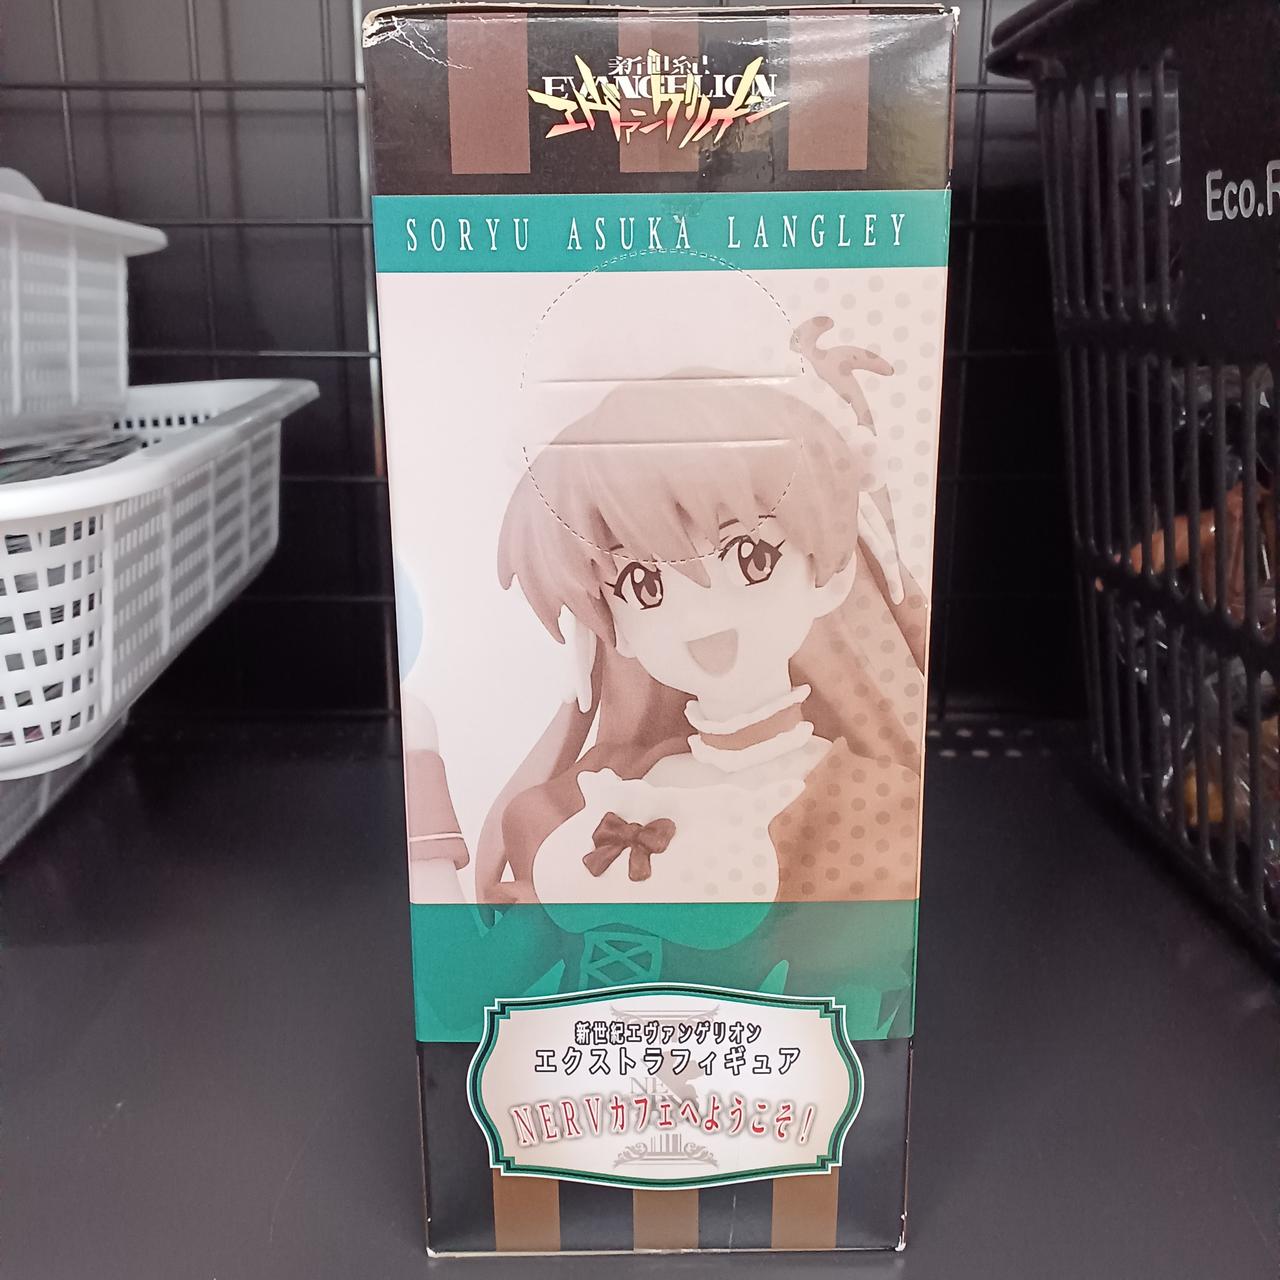 新世紀
EVANGELION
エヴァンゲリオン
SORYU ASUKA LANGLEY
Eco.R
新世紀エヴァンゲリオン
エクストラフィギュア
NERVカフェへようこそ!